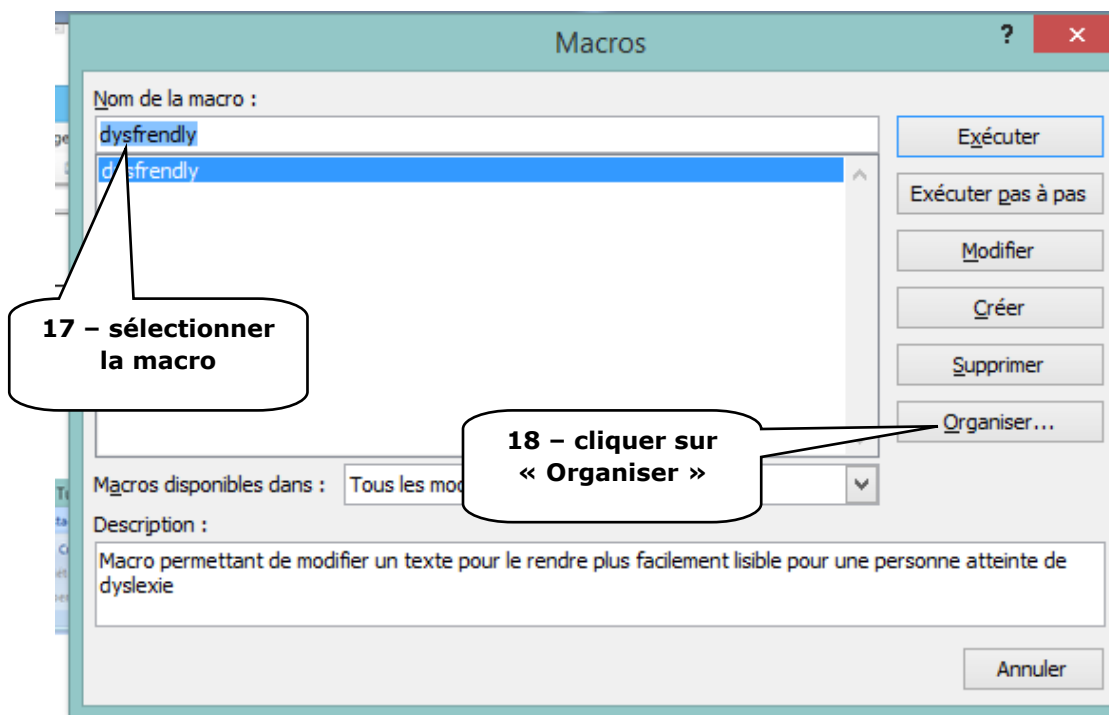 Macros
?
Nom de la macro :
dysfrendly
dysfrendly
Exécuter
Exécuter pas à pas
Modifier
Créer
Supprimer
Organiser...
17 – sélectionner
la macro
18 – cliquer sur
« Organiser »
Macros disponibles dans :
Tous les
Description :
Macro permettant de modifier un texte pour le rendre plus facilement lisible pour une personne atteinte de
dyslexie
Annuler